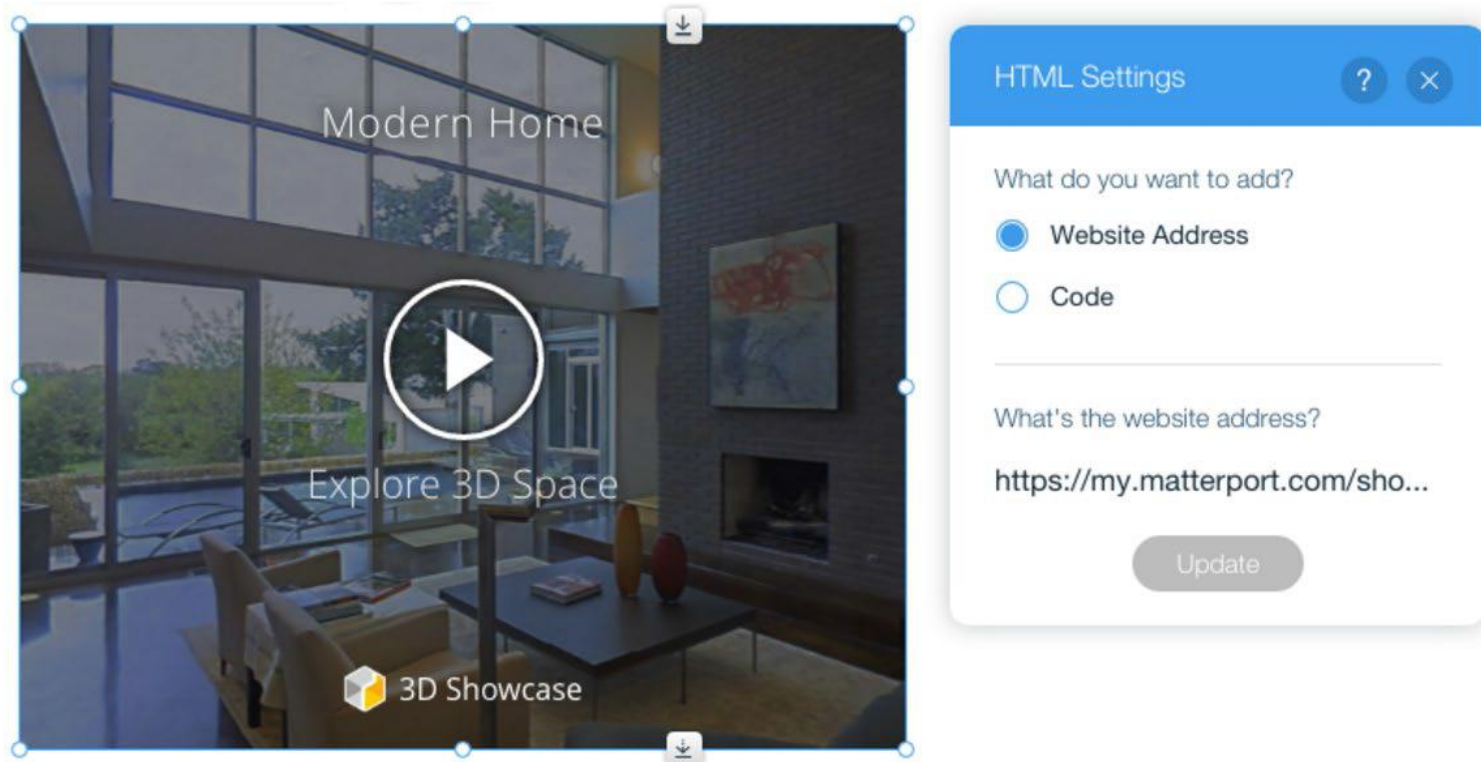 Modern Home
Explore 3D Space
3D Showcase
HTML Settings
?
What do you want to add?
Website Address
Code
What's the website address?
https://my.matterport.com/sho...
Update